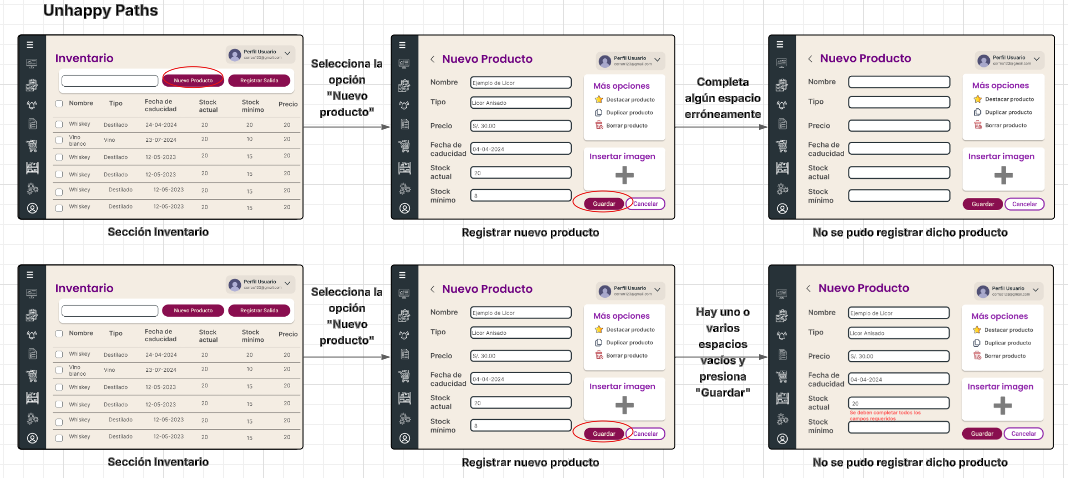 Unhappy Paths
Inventario
Perfil Usuario
Nuevo Producto
Registrar Salida
Nombre Tipo Fecha de caducidad Stock actual Stock mínimo Precio
Whiskey Destilado 24-04-2024 20 20 20
Vino blanco Vino 23-07-2024 20 10 20
Whiskey Destilado 12-05-2023 20 15 20
Whiskey Destilado 12-05-2023 20 15 20
Whiskey Destilado 12-05-2023 20 15 20
Whiskey Destilado 12-05-2023 20 15 20
Sección Inventario
Selecciona la
opción
"Nuevo
producto"
Nuevo Producto
Perfil Usuario
Nombre Ejemplo de Licor
Tipo Licor Anisado
Precio S/. 30.00
Fecha de caducidad 04-04-2024
Stock actual 20
Stock mínimo 8
Más opciones
Destacar producto
Duplicar producto
Borrar producto
Insertar imagen
Guardar
Cancelar
Registrar nuevo producto
Completa
algún espacio
erróneamente
Nuevo Producto
Perfil Usuario
Nombre
Tipo
Precio
Fecha de caducidad
Stock actual
Stock mínimo
Más opciones
Destacar producto
Duplicar producto
Borrar producto
Insertar imagen
Guardar
Cancelar
No se pudo registrar dicho producto
Inventario
Perfil Usuario
Nuevo Producto
Registrar Salida
Nombre Tipo Fecha de caducidad Stock actual Stock mínimo Precio
Whiskey Destilado 24-04-2024 20 20 20
Vino blanco Vino 23-07-2024 20 10 20
Whiskey Destilado 12-05-2023 20 15 20
Whiskey Destilado 12-05-2023 20 15 20
Whiskey Destilado 12-05-2023 20 15 20
Whiskey Destilado 12-05-2023 20 15 20
Sección Inventario
Selecciona la
opción
"Nuevo
producto"
Nuevo Producto
Perfil Usuario
Nombre Ejemplo de Licor
Tipo Licor Anisado
Precio S/. 30.00
Fecha de caducidad 04-04-2024
Stock actual 20
Stock mínimo 8
Más opciones
Destacar producto
Duplicar producto
Borrar producto
Insertar imagen
Guardar
Cancelar
Registrar nuevo producto
Hay uno o
varios
espacios
vacíos y
presiona
"Guardar"
Nuevo Producto
Perfil Usuario
Nombre Ejemplo de Licor
Tipo Licor Anisado
Precio S/. 30.00
Fecha de caducidad 04-04-2024
Stock actual 20
Se deben completar todos los
campos requeridos
Stock mínimo
Más opciones
Destacar producto
Duplicar producto
Borrar producto
Insertar imagen
Guardar
Cancelar
No se pudo registrar dicho producto